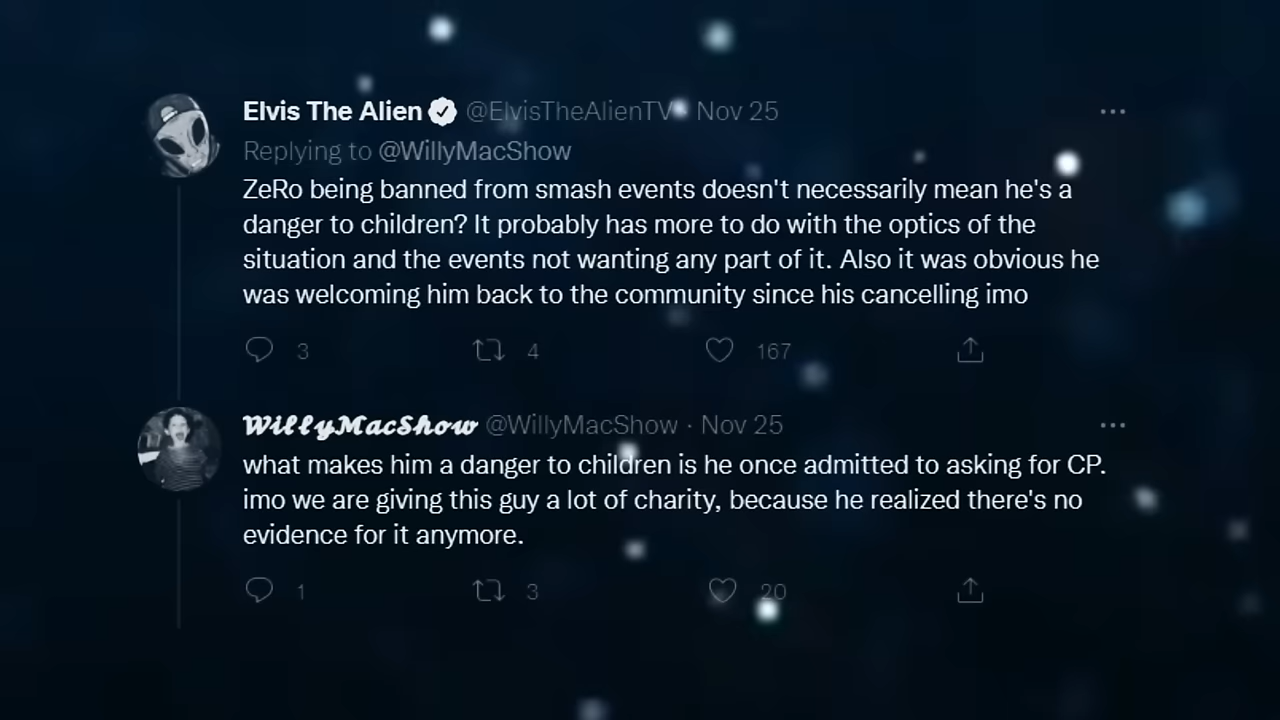 Elvis The Alien @ElvisTheAlienTV · Nov 25
Replying to @WillyMacShow
ZeRo being banned from smash events doesn't necessarily mean he's a
danger to children? It probably has more to do with the optics of the
situation and the events not wanting any part of it. Also it was obvious he
was welcoming him back to the community since his cancelling imo
3 4 167
𝓦𝓲𝓵𝓵𝔂𝓜𝓪𝓬𝓢𝓱𝓸𝔀 @WillyMacShow · Nov 25
what makes him a danger to children is he once admitted to asking for CP.
imo we are giving this guy a lot of charity, because he realized there's no
evidence for it anymore.
1 3 20